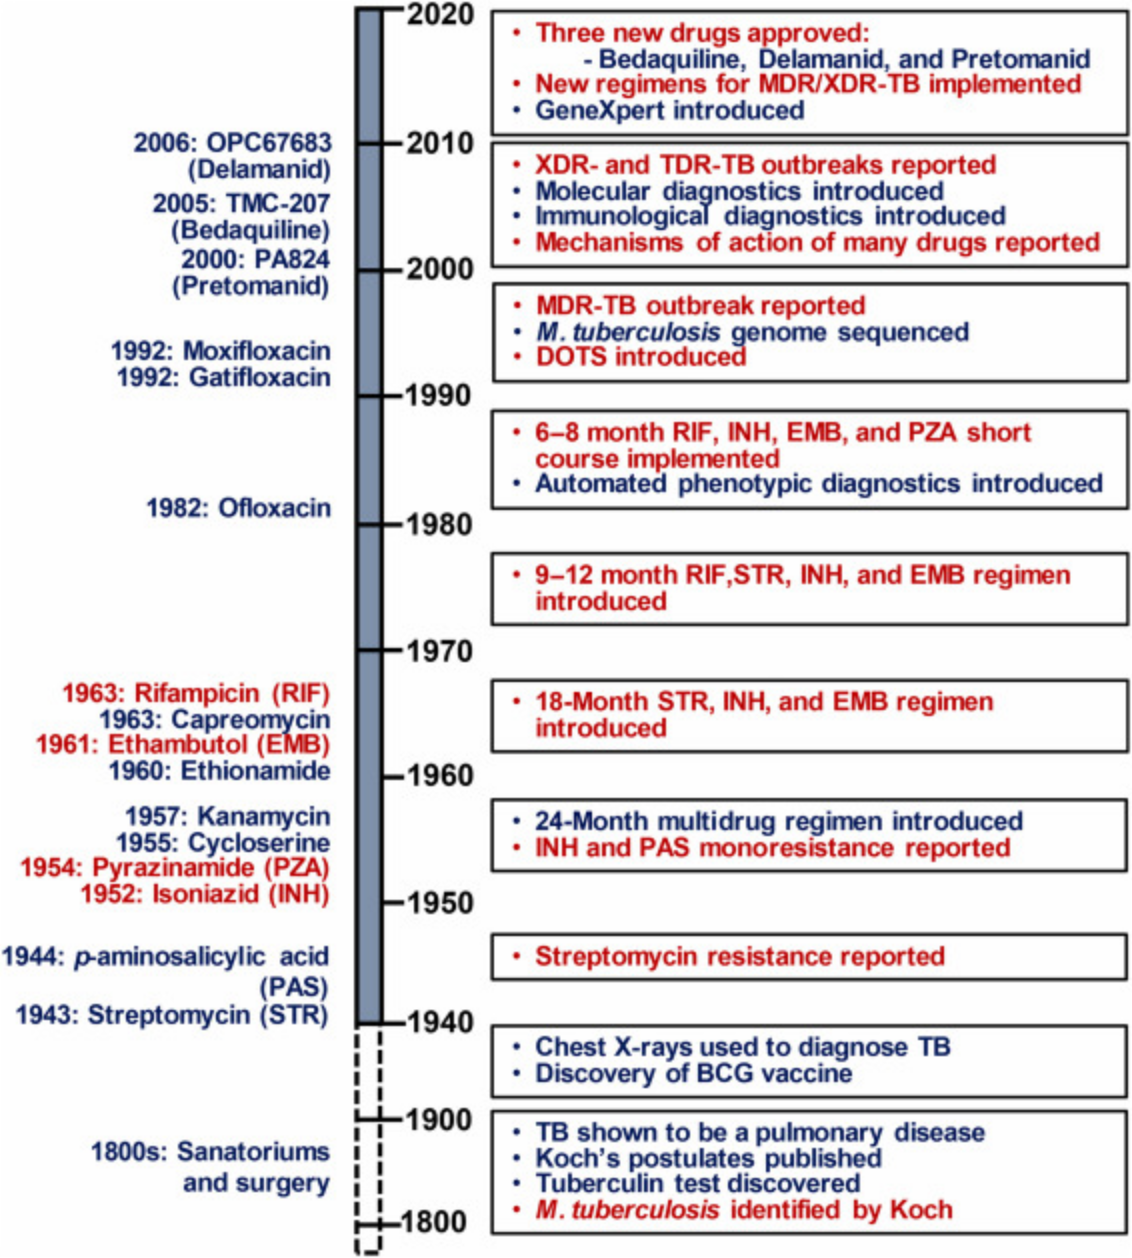 2020
• Three new drugs approved:
- Bedaquiline, Delamanid, and Pretomanid
• New regimens for MDR/XDR-TB implemented
• GeneXpert introduced
2006: OPC67683
(Delamanid)
2005: TMC-207
(Bedaquiline)
2000: PA824
(Pretomanid)
2010
• XDR- and TDR-TB outbreaks reported
• Molecular diagnostics introduced
• Immunological diagnostics introduced
• Mechanisms of action of many drugs reported
2000
• MDR-TB outbreak reported
• M. tuberculosis genome sequenced
• DOTS introduced
1992: Moxifloxacin
1992: Gatifloxacin
1990
• 6–8 month RIF, INH, EMB, and PZA short
course implemented
• Automated phenotypic diagnostics introduced
1982: Ofloxacin
1980
• 9–12 month RIF,STR, INH, and EMB regimen
introduced
1970
1963: Rifampicin (RIF)
1963: Capreomycin
1961: Ethambutol (EMB)
1960: Ethionamide
• 18-Month STR, INH, and EMB regimen
introduced
1960
1957: Kanamycin
1955: Cycloserine
1954: Pyrazinamide (PZA)
1952: Isoniazid (INH)
• 24-Month multidrug regimen introduced
• INH and PAS monoresistance reported
1950
1944: p-aminosalicylic acid
(PAS)
1943: Streptomycin (STR)
• Streptomycin resistance reported
1940
• Chest X-rays used to diagnose TB
• Discovery of BCG vaccine
1900
1800s: Sanatoriums
and surgery
• TB shown to be a pulmonary disease
• Koch's postulates published
• Tuberculin test discovered
• M. tuberculosis identified by Koch
1800